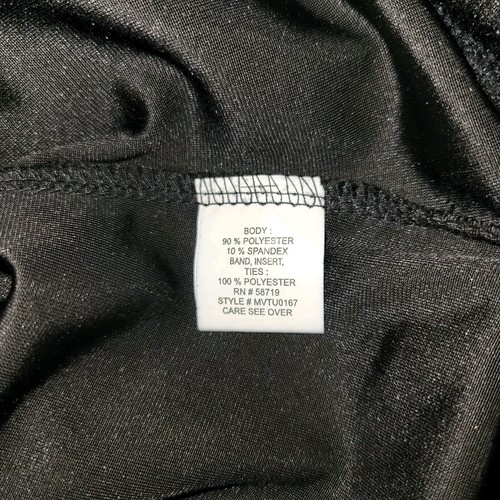 BODY :
90 % POLYESTER
10 % SPANDEX
BAND, INSERT,
TIES :
100 % POLYESTER
RN # 58719
STYLE # MVTU0167
CARE SEE OVER